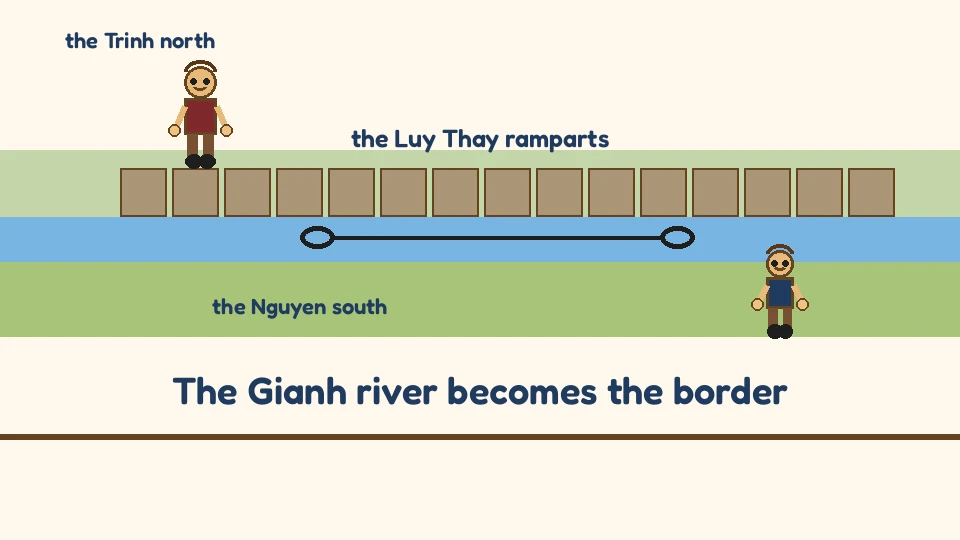 the Trinh north
the Luy Thay ramparts
the Nguyen south
The Gianh river becomes the border